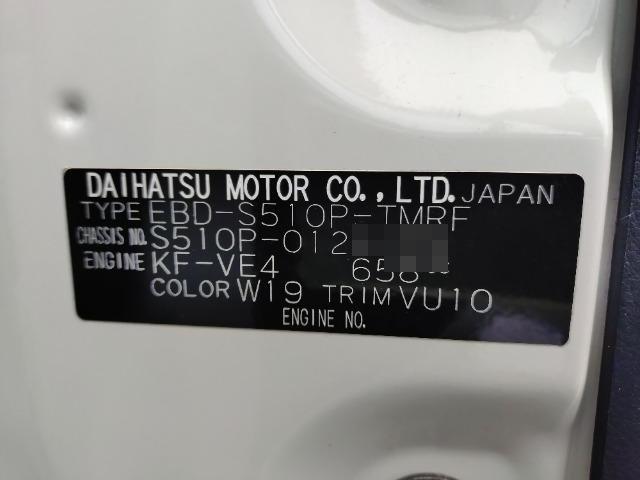 DAIHATSU MOTOR CO., LTD. JAPAN
TYPE EBD-S510P-TMRF
CHASSIS NO. S510P-012
ENGINE KF-VE4 658
COLOR W19 TRIM VU10
ENGINE NO.